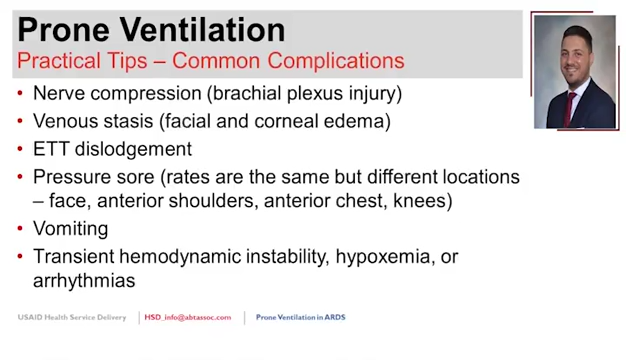 Prone Ventilation
Practical Tips – Common Complications
• Nerve compression (brachial plexus injury)
• Venous stasis (facial and corneal edema)
• ETT dislodgement
• Pressure sore (rates are the same but different locations
– face, anterior shoulders, anterior chest, knees)
• Vomiting
• Transient hemodynamic instability, hypoxemia, or
arrhythmias
USAID Health Service Delivery | HSD_info@abtassoc.com | Prone Ventilation in ARDS